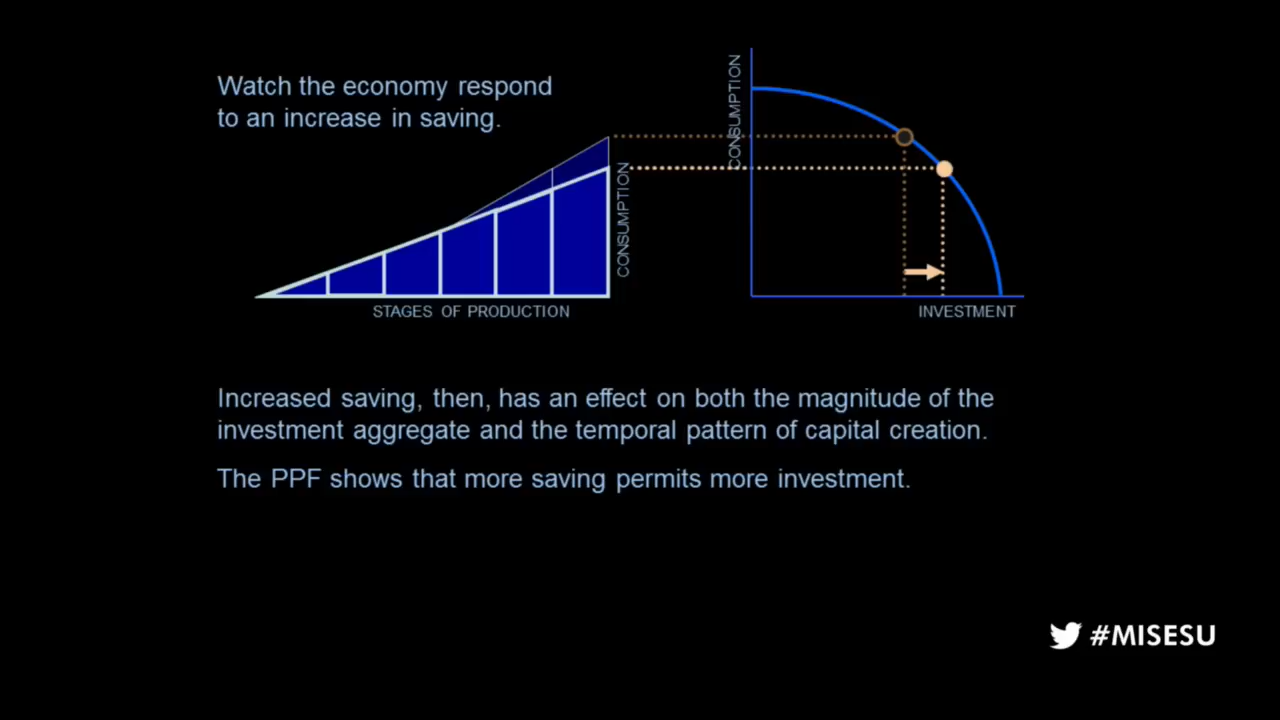 Watch the economy respond
to an increase in saving.
CONSUMPTION
STAGES OF PRODUCTION
CONSUMPTION
INVESTMENT
Increased saving, then, has an effect on both the magnitude of the
investment aggregate and the temporal pattern of capital creation.
The PPF shows that more saving permits more investment.
#MISESU